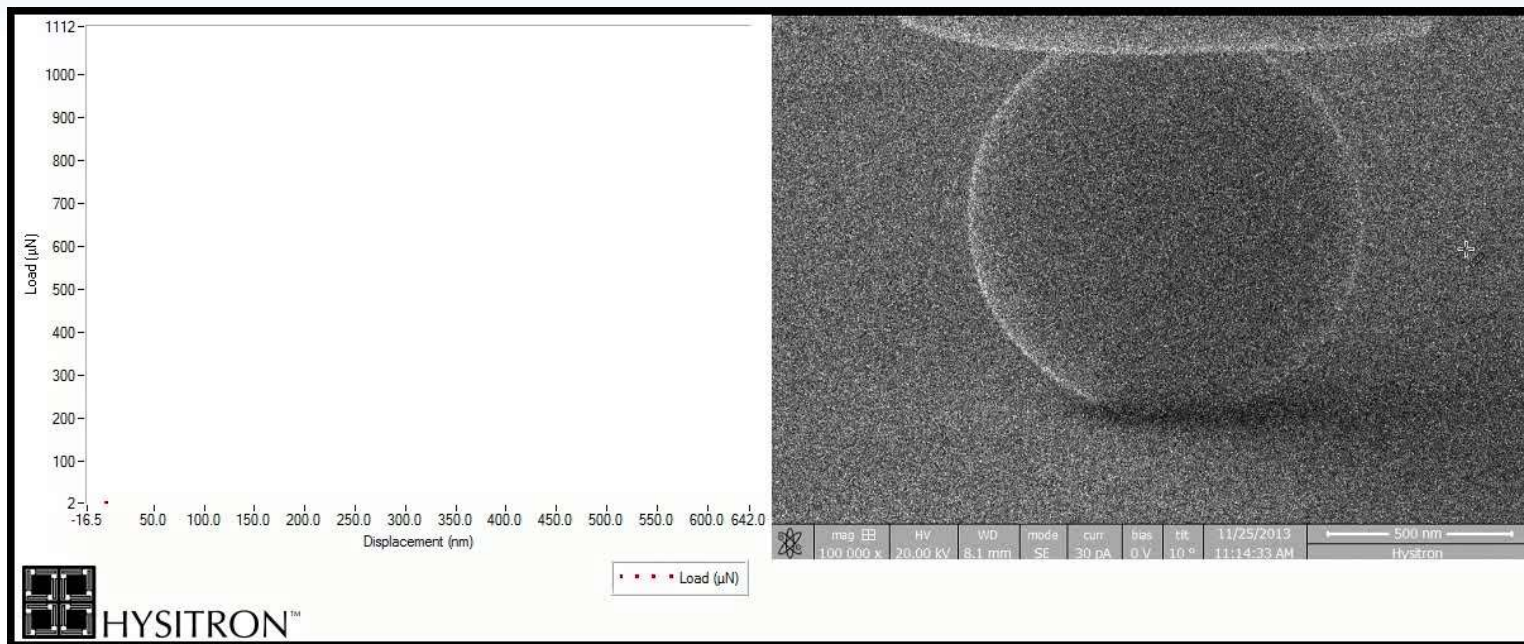 1112
1000
900
800
700
600
500
400
300
200
100
2
Load (µN)
-16.5 50.0 100.0 150.0 200.0 250.0 300.0 350.0 400.0 450.0 500.0 550.0 600.0 642.0
Displacement (nm)
Load (µN)
HYSITRON™
mag HV WD mode curr bias tilt 11/25/2013 500 nm
100 000 x 20.00 kV 8.1 mm SE 30 pA 0 V 10 ° 11:14:33 AM Hysitron